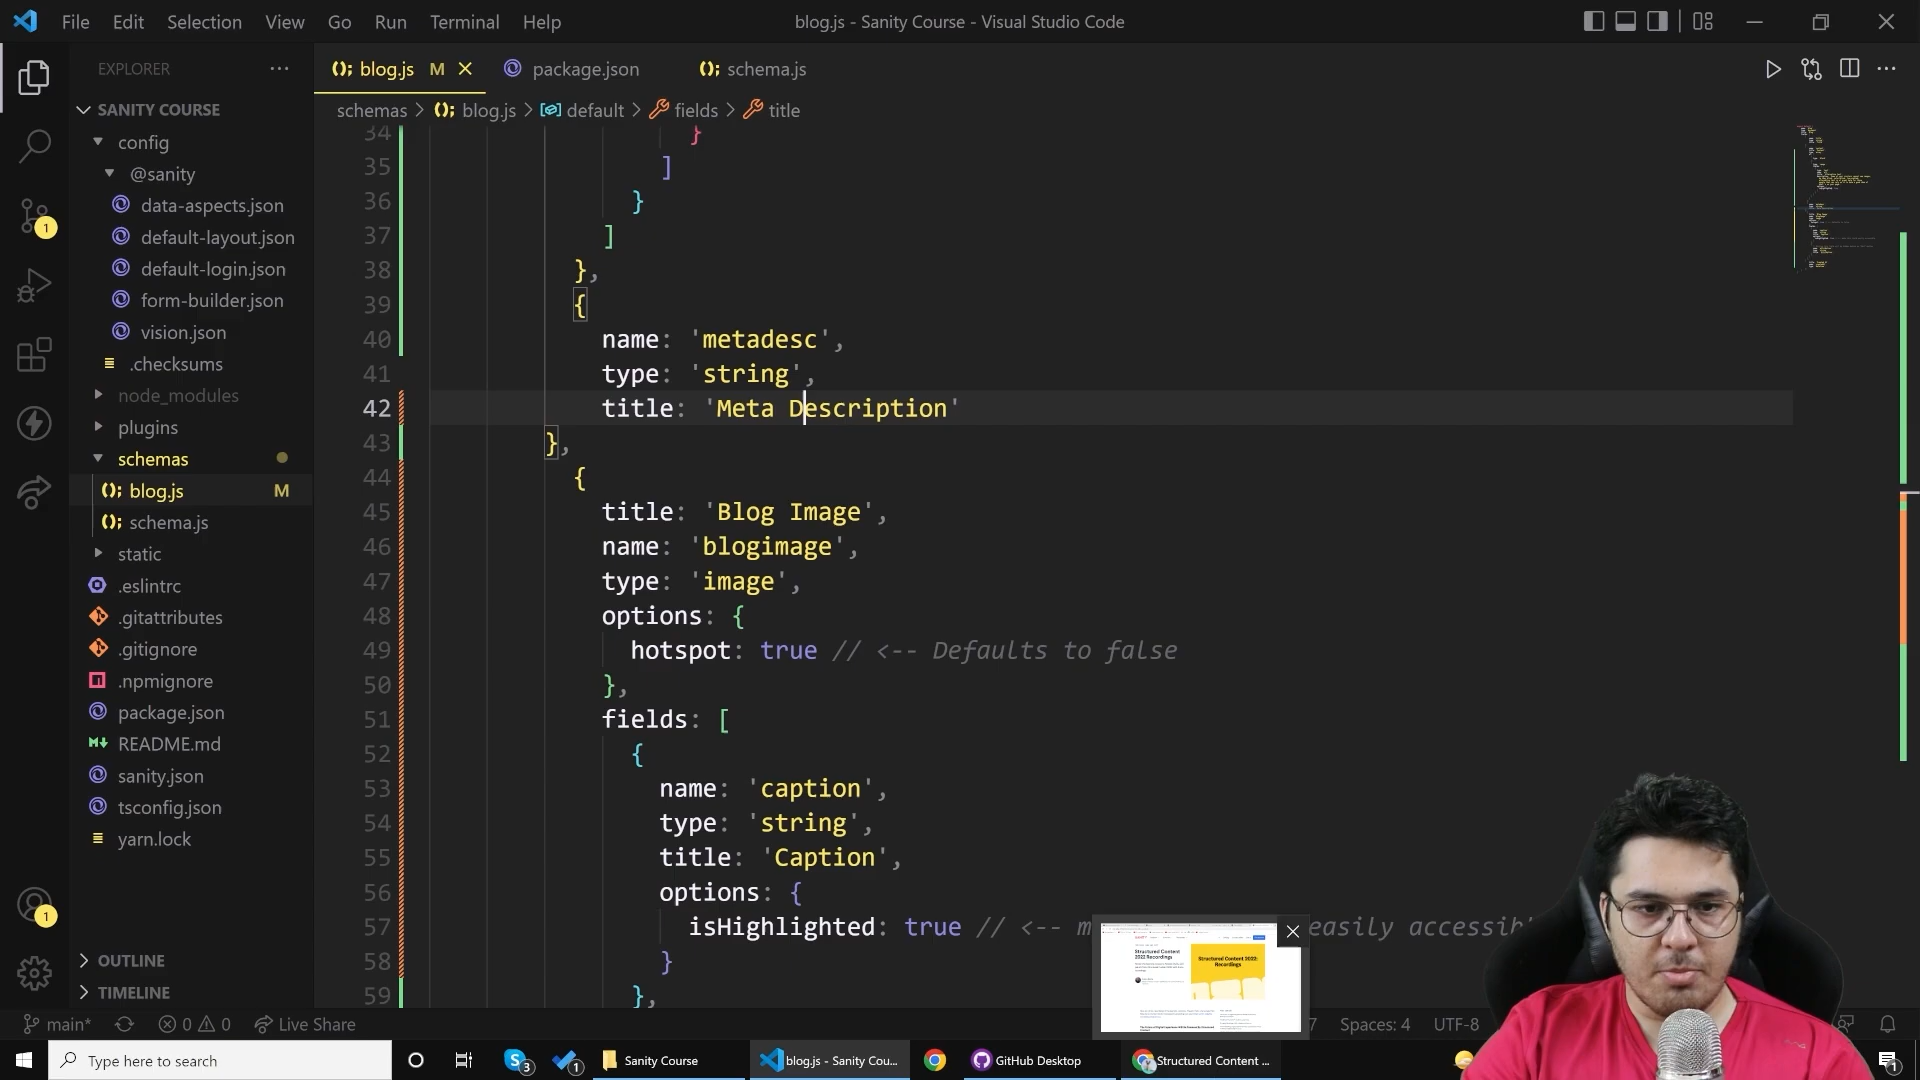 File Edit Selection View Go Run Terminal Help
blog.js - Sanity Course - Visual Studio Code
EXPLORER
SANITY COURSE
config
@sanity
data-aspects.json
default-layout.json
default-login.json
form-builder.json
vision.json
.checksums
node_modules
plugins
schemas
blog.js M
schema.js
static
.eslintrc
.gitattributes
.gitignore
.npmignore
package.json
README.md
sanity.json
tsconfig.json
yarn.lock
OUTLINE
TIMELINE
blog.js M package.json schema.js
schemas > blog.js > default > fields > title
34 }
35 ]
36 }
37 ]
38 },
39 {
40 name: 'metadesc',
41 type: 'string',
42 title: 'Meta Description'
43 },
44 {
45 title: 'Blog Image',
46 name: 'blogimage',
47 type: 'image',
48 options: {
49 hotspot: true // <-- Defaults to false
50 },
51 fields: [
52 {
53 name: 'caption',
54 type: 'string',
55 title: 'Caption',
56 options: {
57 isHighlighted: true // <-- m easily accessib
58 }
59 },
Structured Content
2022 Recordings
Structured Content 2022:
Recordings
main* 0 0 Live Share
Spaces: 4 UTF-8
Type here to search
3
1
Sanity Course
blog.js - Sanity Cou...
GitHub Desktop
Structured Content ...
1